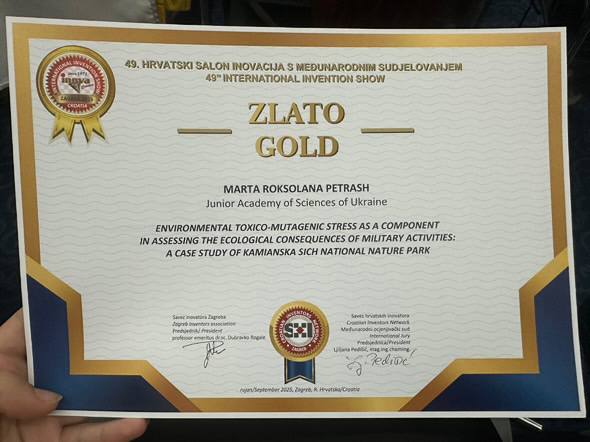 49. HRVATSKI SALON INOVACIJA S MEĐUNARODNIM SUDJELOVANJEM
49TH INTERNATIONAL INVENTION SHOW
inova
CROATIA
ZLATO
GOLD
MARTA ROKSOLANA PETRASH
Junior Academy of Sciences of Ukraine
ENVIRONMENTAL TOXICO-MUTAGENIC STRESS AS A COMPONENT
IN ASSESSING THE ECOLOGICAL CONSEQUENCES OF MILITARY ACTIVITIES:
A CASE STUDY OF KAMIANSKA SICH NATIONAL NATURE PARK
Savez inovatora Zagreba
Zagreb Inventors association
Predsjednik/ President
professor emeritus dr.sc. Dubravko Rogale
Savez hrvatskih inovatora
Croatian Inventors Network
Međunarodni ocjenjivački sud
International Jury
Predsjednica/President
Ljiljana Pedišić, mag.ing.cheming.
rujan/September 2025, Zagreb, R. Hrvatska/Croatia